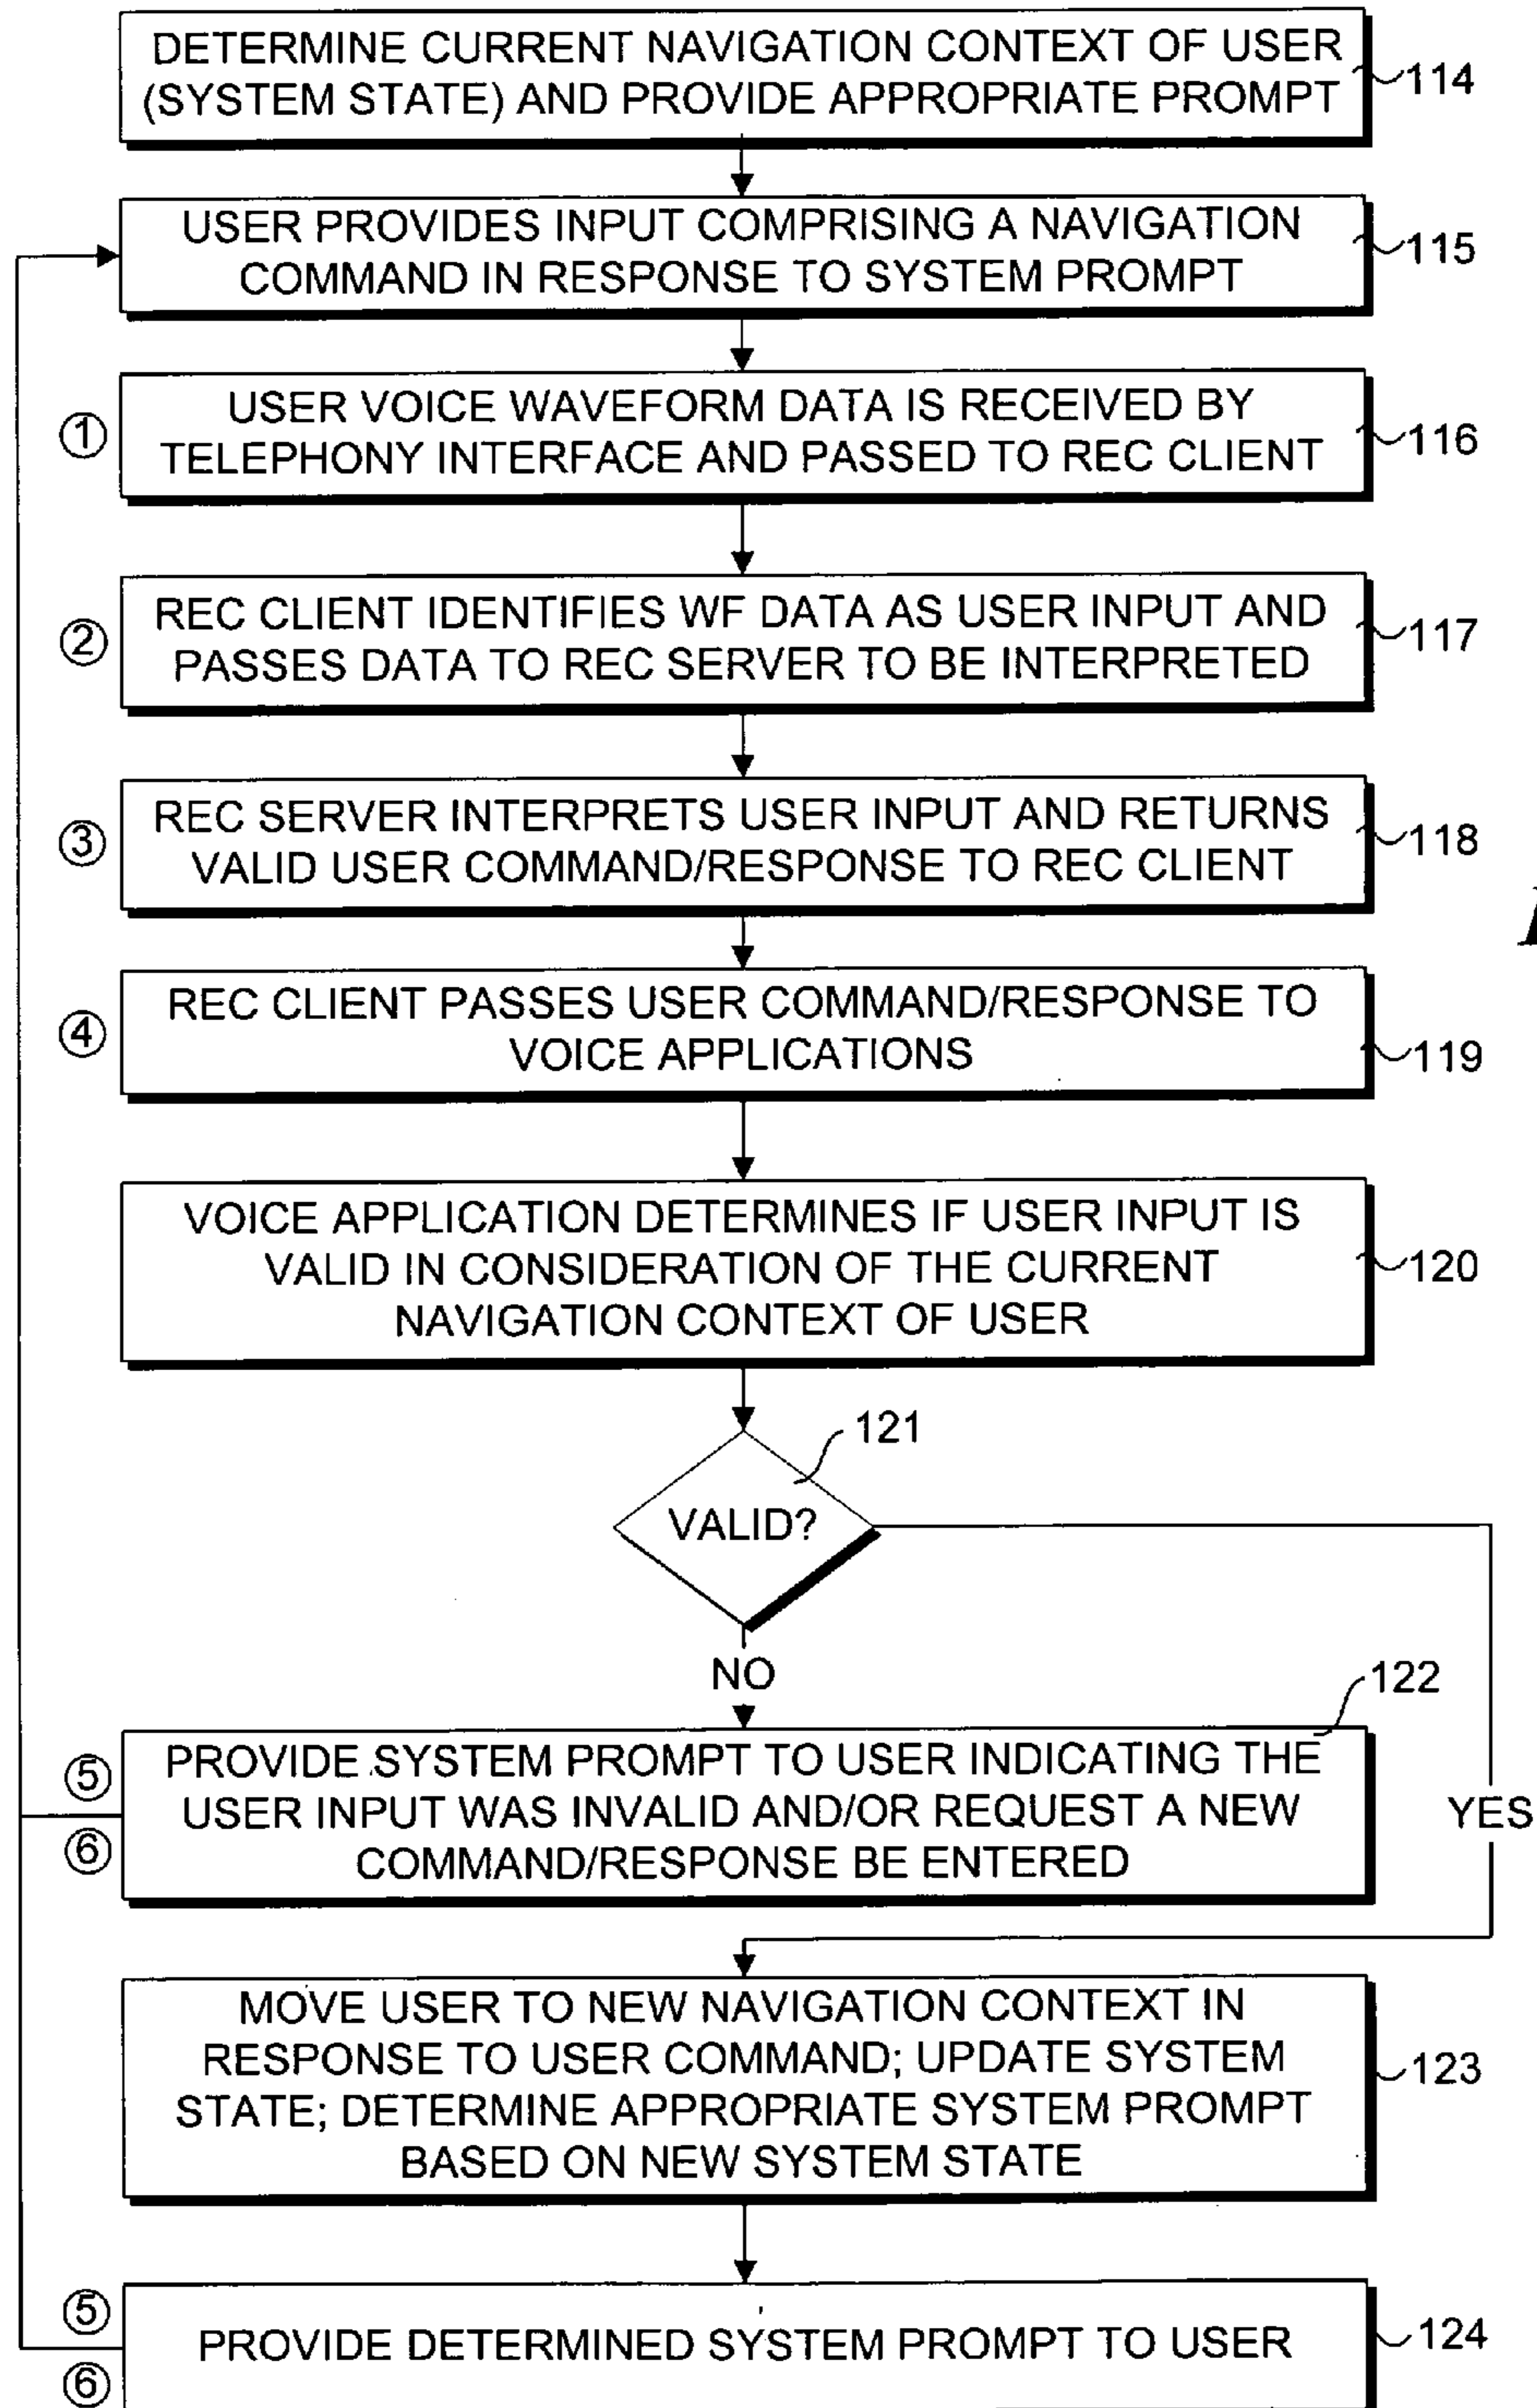 DETERMINE CURRENT NAVIGATION CONTEXT OF USER
(SYSTEM STATE) AND PROVIDE APPROPRIATE PROMPT
114
USER PROVIDES INPUT COMPRISING A NAVIGATION
COMMAND IN RESPONSE TO SYSTEM PROMPT
115
①
USER VOICE WAVEFORM DATA IS RECEIVED BY
TELEPHONY INTERFACE AND PASSED TO REC CLIENT
116
②
REC CLIENT IDENTIFIES WF DATA AS USER INPUT AND
PASSES DATA TO REC SERVER TO BE INTERPRETED
117
③
REC SERVER INTERPRETS USER INPUT AND RETURNS
VALID USER COMMAND/RESPONSE TO REC CLIENT
118
④
REC CLIENT PASSES USER COMMAND/RESPONSE TO
VOICE APPLICATIONS
119
VOICE APPLICATION DETERMINES IF USER INPUT IS
VALID IN CONSIDERATION OF THE CURRENT
NAVIGATION CONTEXT OF USER
120
121
VALID?
NO
122
⑤
⑥
PROVIDE SYSTEM PROMPT TO USER INDICATING THE
USER INPUT WAS INVALID AND/OR REQUEST A NEW
COMMAND/RESPONSE BE ENTERED
YES
MOVE USER TO NEW NAVIGATION CONTEXT IN
RESPONSE TO USER COMMAND; UPDATE SYSTEM
STATE; DETERMINE APPROPRIATE SYSTEM PROMPT
BASED ON NEW SYSTEM STATE
123
⑤
⑥
PROVIDE DETERMINED SYSTEM PROMPT TO USER
124